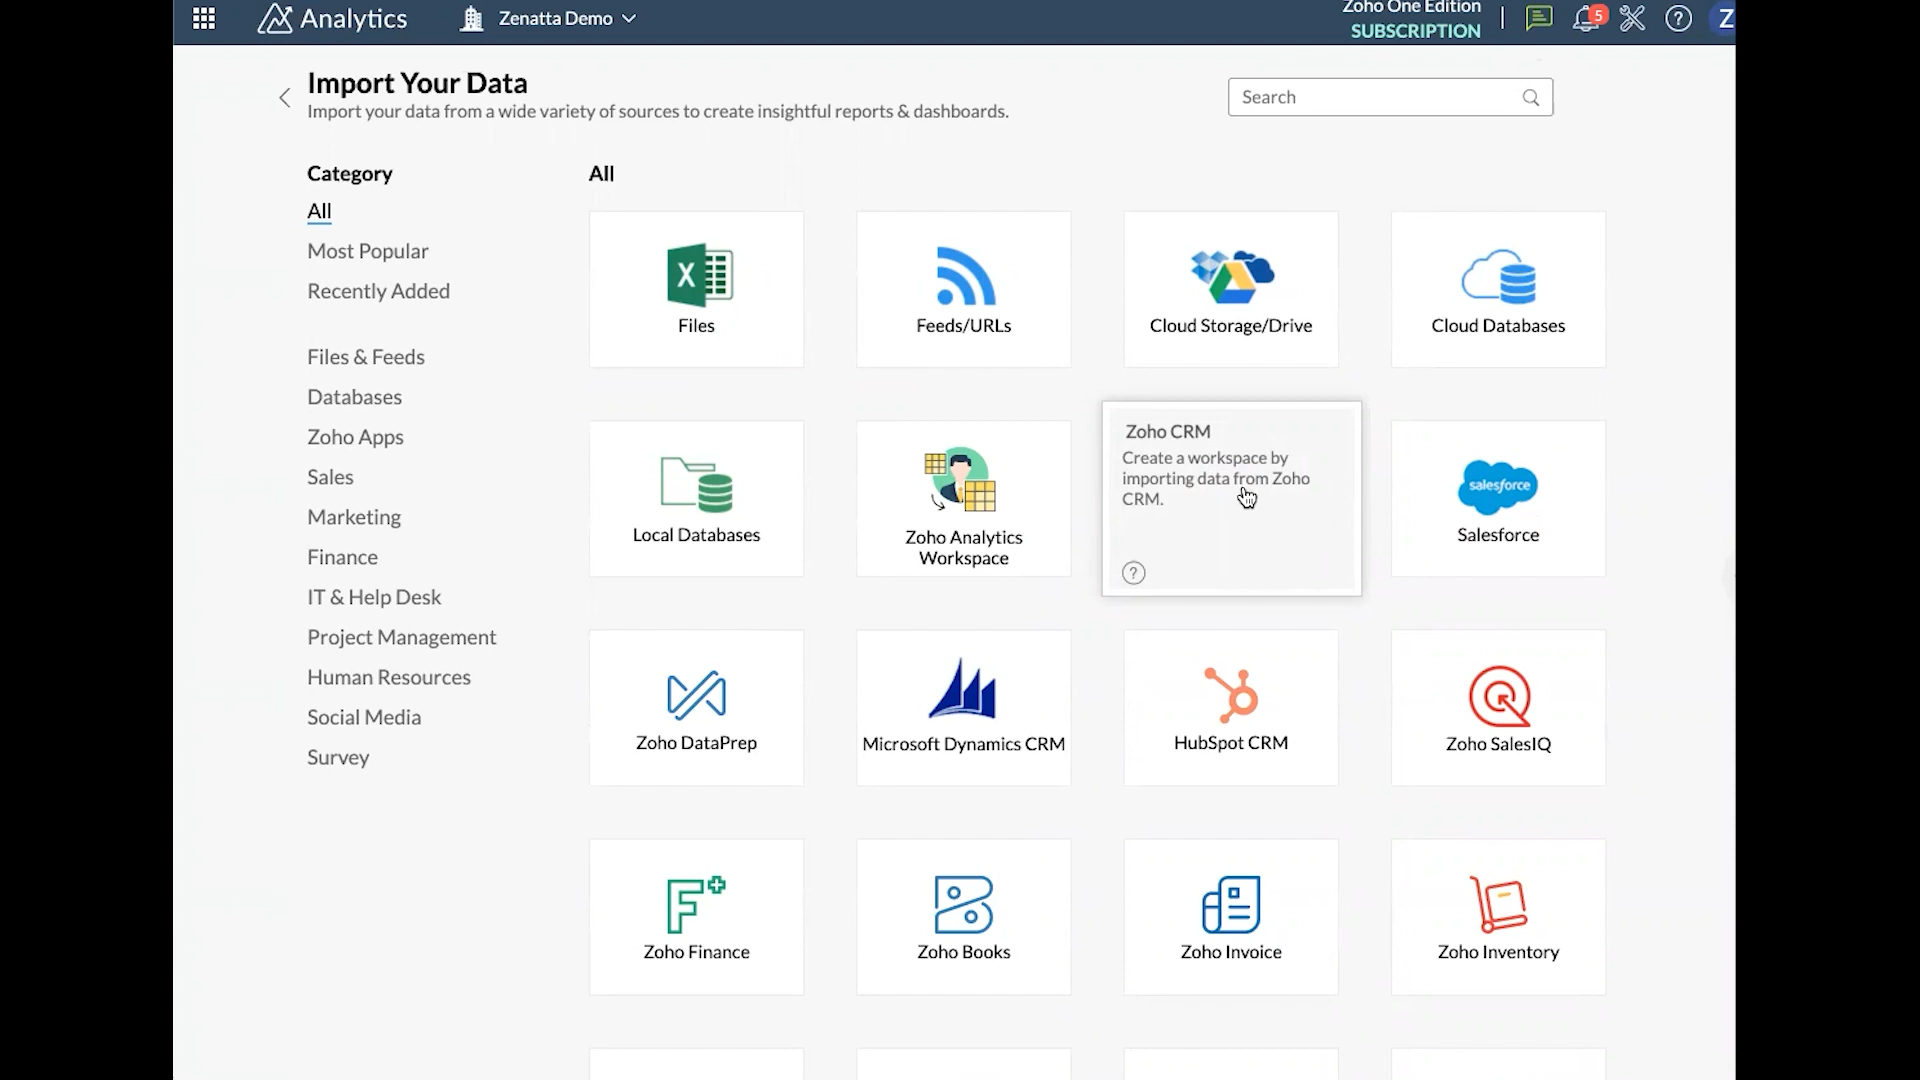 Analytics
Zenatta Demo
Zoho One Edition
SUBSCRIPTION
5
?
Z
Import Your Data
Import your data from a wide variety of sources to create insightful reports & dashboards.
Search
Category
All
Most Popular
Recently Added
Files & Feeds
Databases
Zoho Apps
Sales
Marketing
Finance
IT & Help Desk
Project Management
Human Resources
Social Media
Survey
All
X
Files
Feeds/URLs
Cloud Storage/Drive
Cloud Databases
Local Databases
Zoho Analytics
Workspace
Zoho CRM
Create a workspace by
importing data from Zoho
CRM.
?
salesforce
Salesforce
Zoho DataPrep
Microsoft Dynamics CRM
HubSpot CRM
Zoho SalesIQ
Zoho Finance
Zoho Books
Zoho Invoice
Zoho Inventory